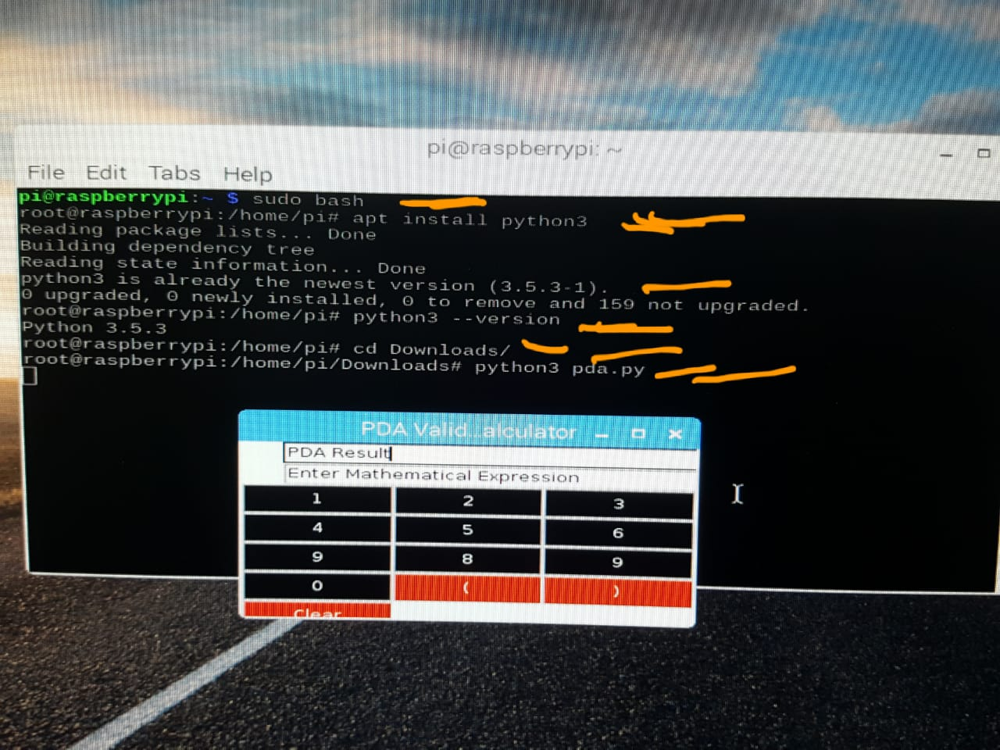 pi@raspberrypi: ~
File Edit Tabs Help
pi@raspberrypi:~ $ sudo bash
root@raspberrypi:/home/pi# apt install python3
Reading package lists... Done
Building dependency tree
Reading state information... Done
python3 is already the newest version (3.5.3-1).
0 upgraded, 0 newly installed, 0 to remove and 159 not upgraded.
root@raspberrypi:/home/pi# python3 --version
Python 3.5.3
root@raspberrypi:/home/pi# cd Downloads/
root@raspberrypi:/home/pi/Downloads# python3 pda.py
PDA Valid...alculator
PDA Result
Enter Mathematical Expression
1 2 3
4 5 6
9 8 9
0 ( )
Clear